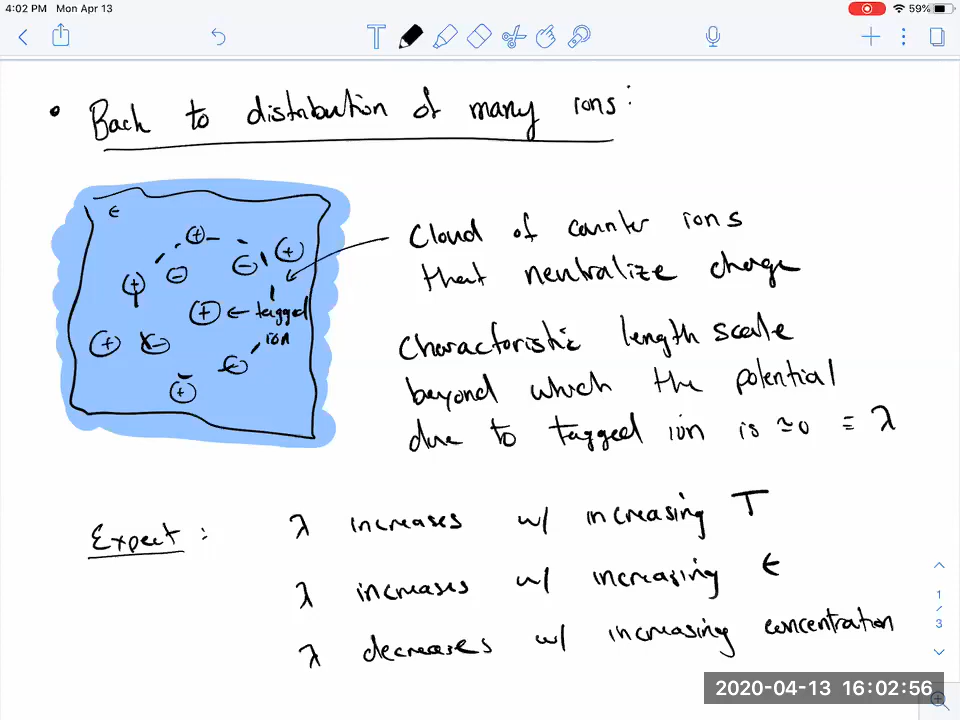 4:02 PM Mon Apr 13
59%
• Back to distribution of many ions:
ϵ
+
+
-
-
+
+
← tagged
ion
+
-
-
+
Cloud of counter ions
that neutralize charge
Characteristic length scale
beyond which the potential
due to tagged ion is ≃0 ≡ λ
Expect:
λ increases w/ increasing T
λ increases w/ increasing ϵ
λ decreases w/ increasing concentration
1
/
3
2020-04-13 16:02:56